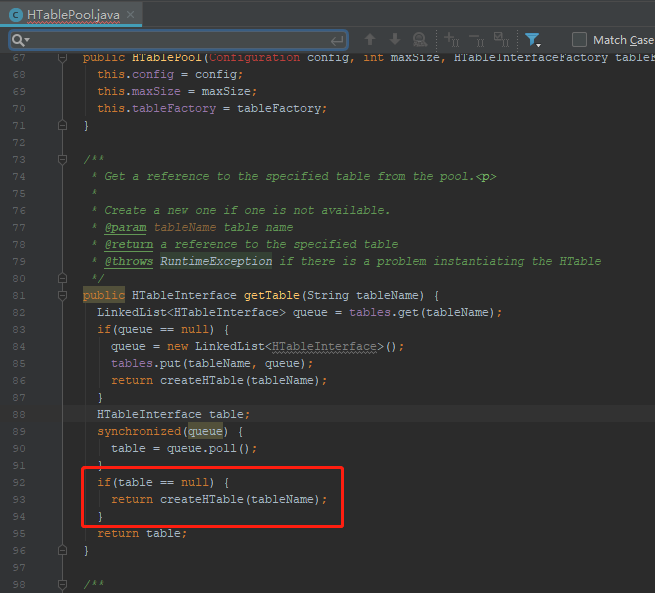 HTablePool.java
Match Case
67 public HTablePool(Configuration config, int maxSize, HTableInterfaceFactory tableF
68 this.config = config;
69 this.maxSize = maxSize;
70 this.tableFactory = tableFactory;
71 }
72
73 /**
74 * Get a reference to the specified table from the pool.<p>
75 *
76 * Create a new one if one is not available.
77 * @param tableName table name
78 * @return a reference to the specified table
79 * @throws RuntimeException if there is a problem instantiating the HTable
80 */
81 public HTableInterface getTable(String tableName) {
82 LinkedList<HTableInterface> queue = tables.get(tableName);
83 if(queue == null) {
84 queue = new LinkedList<HTableInterface>();
85 tables.put(tableName, queue);
86 return createHTable(tableName);
87 }
88 HTableInterface table;
89 synchronized(queue) {
90 table = queue.poll();
91 }
92 if(table == null) {
93 return createHTable(tableName);
94 }
95 return table;
96 }
97
98 /**